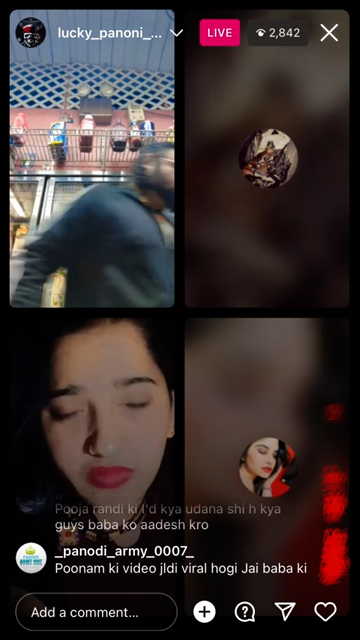 lucky_panoni_...
LIVE
2,842
Pooja randi ki I'd kya udana shi h kya
guys baba ko aadesh kro
_panodi_army_0007_
Poonam ki video jldi viral hogi Jai baba ki
Add a comment...